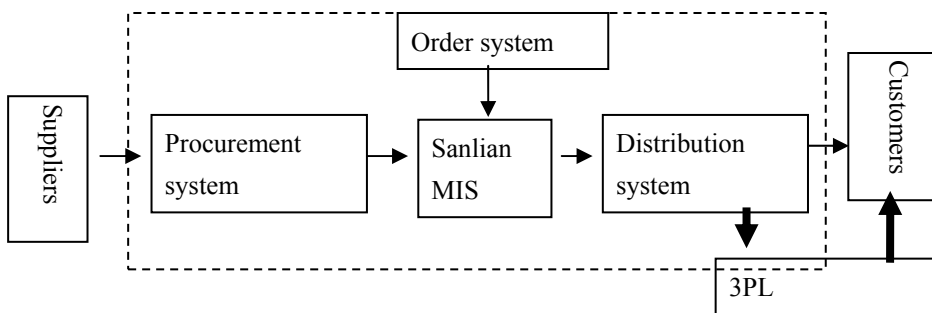 Order system
Suppliers
Procurement
system
Sanlian
MIS
Distribution
system
Customers
3PL